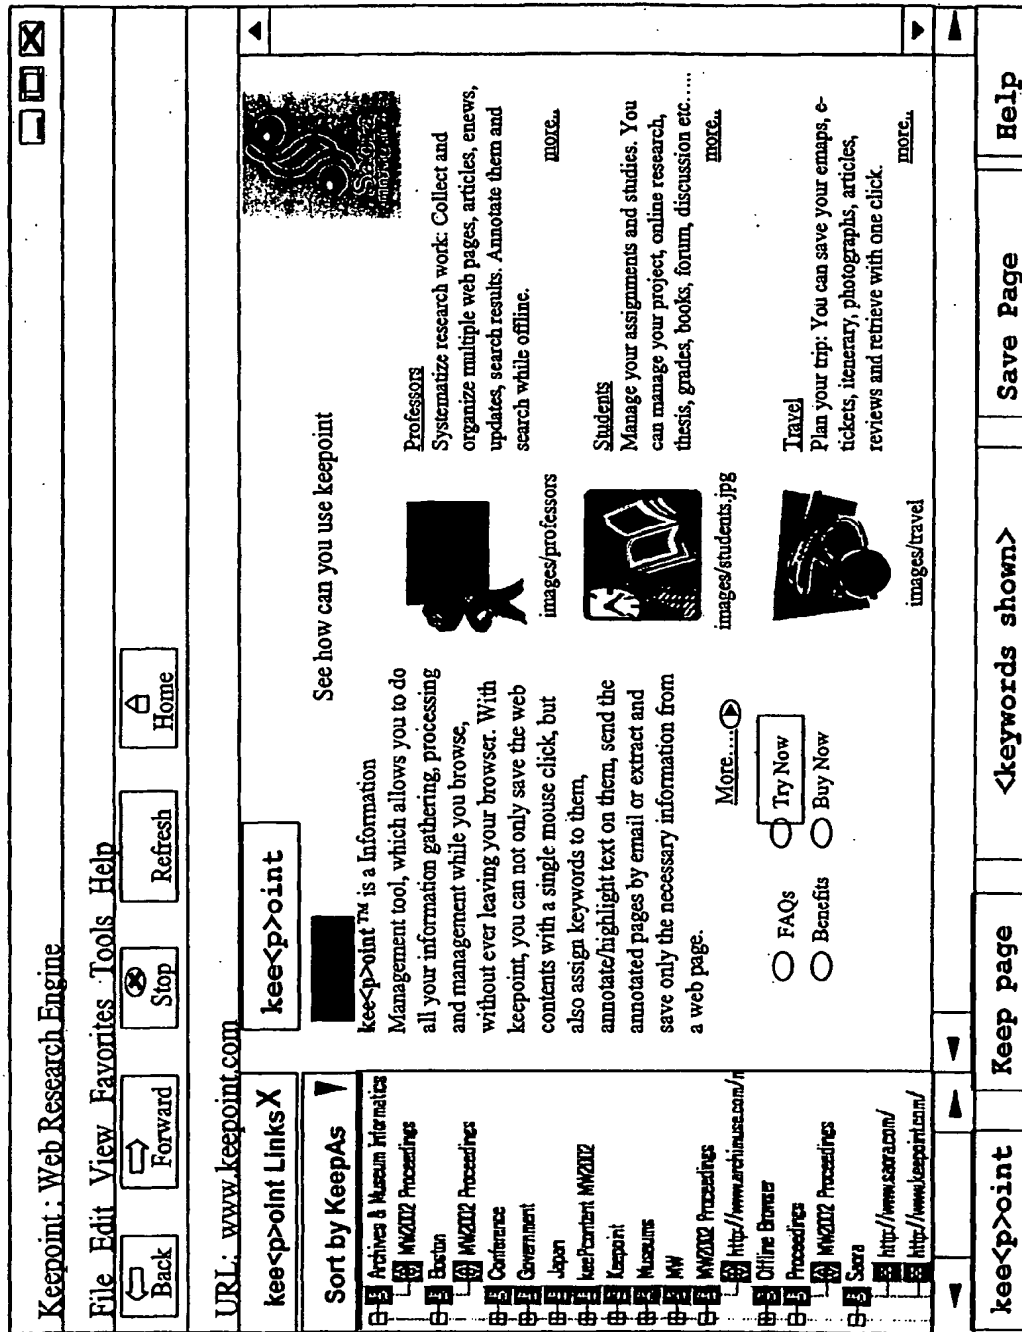 Keepoint : Web Research Engine
File Edit View Favorites Tools Help
Back
Forward
Stop
Refresh
Home
URL: www.keepoint.com
kee<p>oint Links X
Sort by KeepAs
Archives & Museum Informatics
MW2002 Proceedings
Boston
MW2002 Proceedings
Conference
Government
Japan
keePcontent MW2002
Keepoint
Museums
MW
MW2002 Proceedings
http://www.archimuse.com/
Offline Browser
Proceedings
MW2002 Proceedings
Saora
http://www.saora.com/
http://www.keepoint.com/
kee<p>oint
kee<p>oint ™ is a Information
Management tool, which allows you to do
all your information gathering, processing
and management while you browse,
without ever leaving your browser. With
keepoint, you can not only save the web
contents with a single mouse click, but
also assign keywords to them,
annotate/highlight text on them, send the
annotated pages by email or extract and
save only the necessary information from
a web page.
More....
FAQs
Try Now
Benefits
Buy Now
See how can you use keepoint
images/professors
Professors
Systematize research work: Collect and
organize multiple web pages, articles, enews,
updates, search results. Annotate them and
search while offline.
more..
images/students.jpg
Students
Manage your assignments and studies. You
can manage your project, online research,
thesis, grades, books, forum, discussion etc.....
more..
images/travel
Travel
Plan your trip: You can save your emaps, e-
tickets, itenerary, photographs, articles,
reviews and retrieve with one click.
more..
kee<p>oint
Keep page
<keywords shown>
Save Page
Help